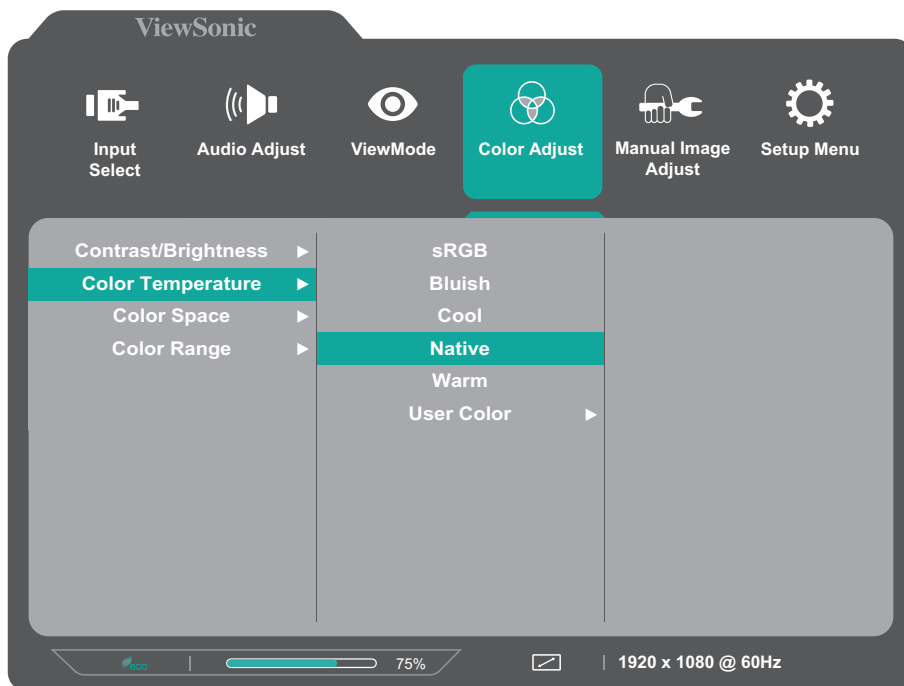 ViewSonic
Input
Select
Audio Adjust
ViewMode
Color Adjust
Manual Image
Adjust
Setup Menu
Contrast/Brightness
Color Temperature
Color Space
Color Range
sRGB
Bluish
Cool
Native
Warm
User Color
eco
75%
1920 x 1080 @ 60Hz